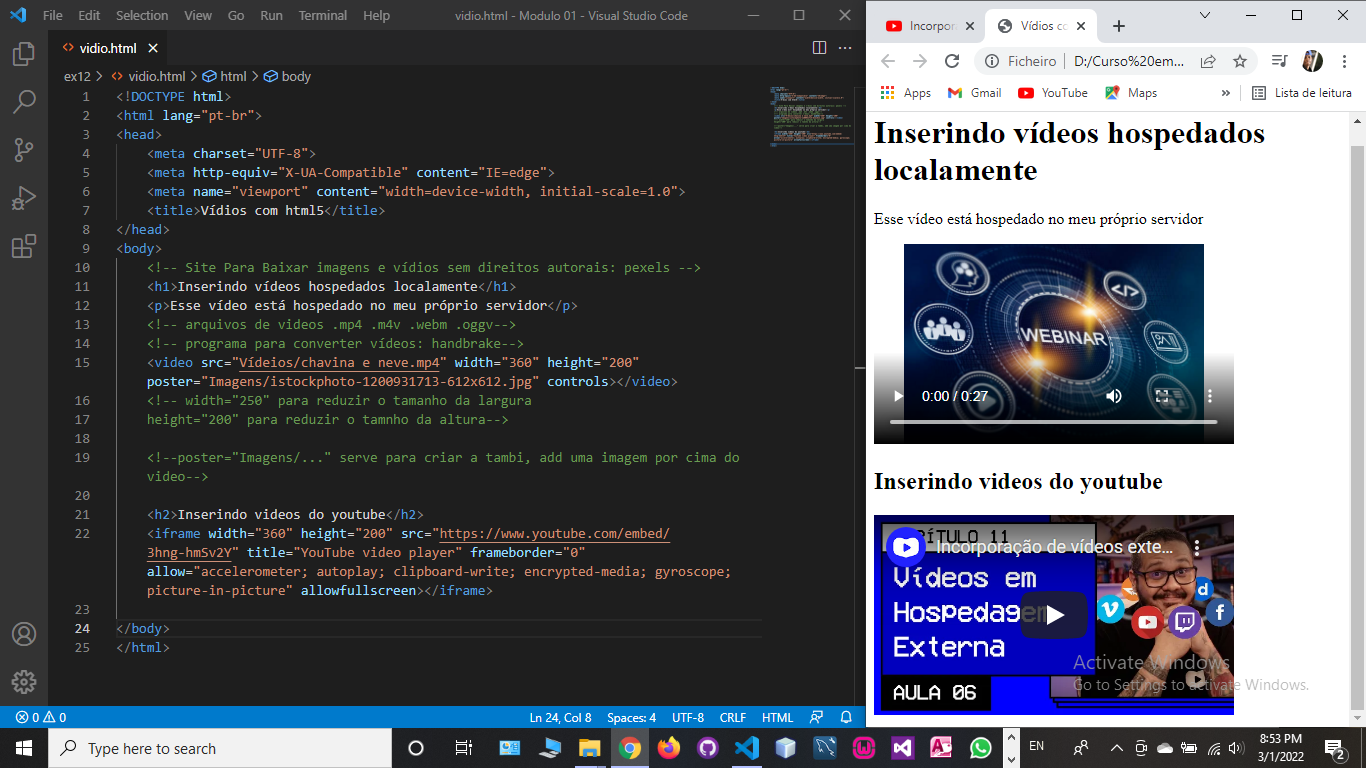 File Edit Selection View Go Run Terminal Help
vidio.html - Modulo 01 - Visual Studio Code
vidio.html
ex12 > vidio.html > html > body
1 <!DOCTYPE html>
2 <html lang="pt-br">
3 <head>
4 <meta charset="UTF-8">
5 <meta http-equiv="X-UA-Compatible" content="IE=edge">
6 <meta name="viewport" content="width=device-width, initial-scale=1.0">
7 <title>Vídios com html5</title>
8 </head>
9 <body>
10 <!-- Site Para Baixar imagens e vídios sem direitos autorais: pexels -->
11 <h1>Inserindo vídeos hospedados localamente</h1>
12 <p>Esse vídeo está hospedado no meu próprio servidor</p>
13 <!-- arquivos de videos .mp4 .m4v .webm .oggv-->
14 <!-- programa para converter vídeos: handbrake-->
15 <video src="Vídeios/chavina e neve.mp4" width="360" height="200"
poster="Imagens/istockphoto-1200931713-612x612.jpg" controls></video>
16 <!-- width="250" para reduzir o tamanho da largura
17 height="200" para reduzir o tamnho da altura-->
18
19 <!--poster="Imagens/..." serve para criar a tambi, add uma imagem por cima do
video-->
20
21 <h2>Inserindo videos do youtube</h2>
22 <iframe width="360" height="200" src="https://www.youtube.com/embed/
3hng-hmSv2Y" title="YouTube video player" frameborder="0"
allow="accelerometer; autoplay; clipboard-write; encrypted-media; gyroscope;
picture-in-picture" allowfullscreen></iframe>
23
24 </body>
25 </html>
0 0
Ln 24, Col 8 Spaces: 4 UTF-8 CRLF HTML
Incorpor
Vídios co
Ficheiro | D:/Curso%20em...
Apps Gmail YouTube Maps » Lista de leitura
Inserindo vídeos hospedados
localamente
Esse vídeo está hospedado no meu próprio servidor
WEBINAR
0:00 / 0:27
Inserindo videos do youtube
CAPÍTULO 11
Incorporação de vídeos exte...
Vídeos em
Hospedagem
Externa
AULA 06
Activate Windows
Go to Settings to activate Windows.
Type here to search
EN
8:53 PM
3/1/2022
2